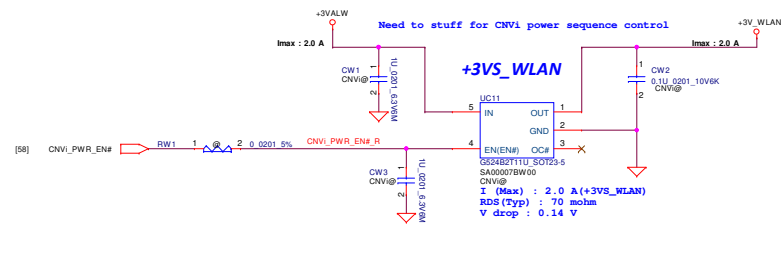 +3VALW
Need to stuff for CNVi power sequence control
+3V_WLAN
Imax : 2.0 A
Imax : 2.0 A
+3VS_WLAN
CW1
CNVi@
1
2
1U_0201_6.3V6M
CW2
0.1U_0201_10V6K
CNVi@
1
2
UC11
5
IN
OUT
1
GND
2
[58]
CNVi_PWR_EN#
RW1
1
@
2
0_0201_5%
CNVi_PWR_EN#_R
4
EN(EN#)
OC#
3
G524B2T11U_SOT23-5
SA00007BW00
CNVi@
CW3
CNVi@
1
2
1U_0201_6.3V6M
I (Max) : 2.0 A(+3VS_WLAN)
RDS(Typ) : 70 mohm
V drop : 0.14 V